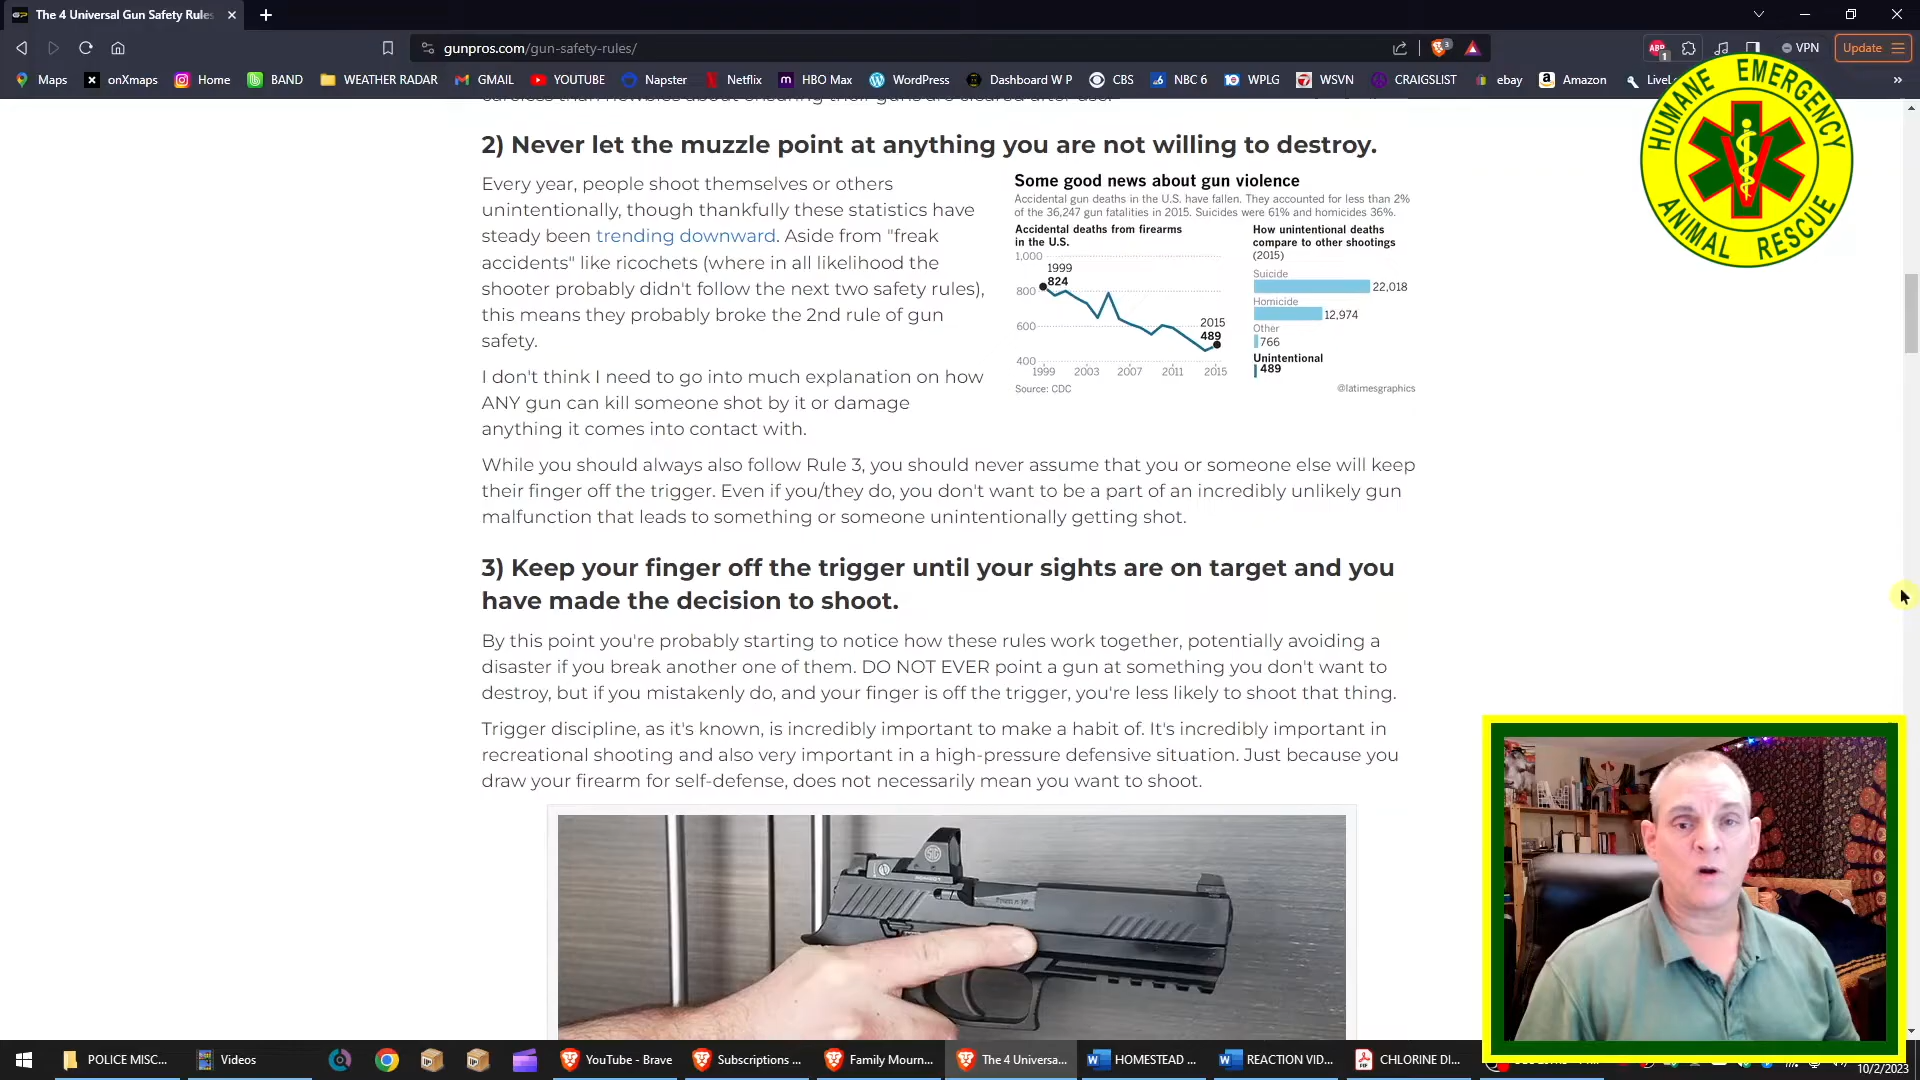 The 4 Universal Gun Safety Rules
gunpros.com/gun-safety-rules/
3
ABP
1
VPN
Update
Maps
onXmaps
Home
BAND
WEATHER RADAR
GMAIL
YOUTUBE
Napster
Netflix
HBO Max
WordPress
Dashboard W P
CBS
NBC 6
WPLG
WSVN
CRAIGSLIST
ebay
Amazon
LiveL
HUMANE EMERGENCY
ANIMAL RESCUE
V
careless than newbies about ensuring their guns are cleared after use.
2) Never let the muzzle point at anything you are not willing to destroy.
Every year, people shoot themselves or others
unintentionally, though thankfully these statistics have
steady been trending downward. Aside from "freak
accidents" like ricochets (where in all likelihood the
shooter probably didn't follow the next two safety rules),
this means they probably broke the 2nd rule of gun
safety.
I don't think I need to go into much explanation on how
ANY gun can kill someone shot by it or damage
anything it comes into contact with.
Some good news about gun violence
Accidental gun deaths in the U.S. have fallen. They accounted for less than 2%
of the 36,247 gun fatalities in 2015. Suicides were 61% and homicides 36%.
Accidental deaths from firearms
in the U.S.
1,000
1999
824
800
600
2015
489
400
1999 2003 2007 2011 2015
Source: CDC
How unintentional deaths
compare to other shootings
(2015)
Suicide
22,018
Homicide
12,974
Other
766
Unintentional
489
@latimesgraphics
While you should always also follow Rule 3, you should never assume that you or someone else will keep
their finger off the trigger. Even if you/they do, you don't want to be a part of an incredibly unlikely gun
malfunction that leads to something or someone unintentionally getting shot.
3) Keep your finger off the trigger until your sights are on target and you
have made the decision to shoot.
By this point you're probably starting to notice how these rules work together, potentially avoiding a
disaster if you break another one of them. DO NOT EVER point a gun at something you don't want to
destroy, but if you mistakenly do, and your finger is off the trigger, you're less likely to shoot that thing.
Trigger discipline, as it's known, is incredibly important to make a habit of. It's incredibly important in
recreational shooting and also very important in a high-pressure defensive situation. Just because you
draw your firearm for self-defense, does not necessarily mean you want to shoot.
SIG
POLICE MISC...
Videos
YouTube - Brave
Subscriptions ...
Family Mourn...
The 4 Universa...
HOMESTEAD ...
REACTION VID...
CHLORINE DI...
10/2/2023